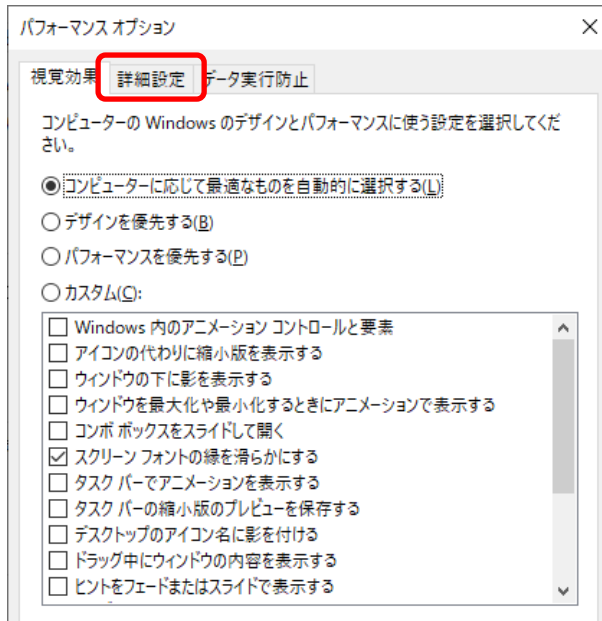 パフォーマンス オプション
視覚効果 詳細設定 データ実行防止
コンピューターの Windows のデザインとパフォーマンスに使う設定を選択してくだ
さい。
コンピューターに応じて最適なものを自動的に選択する(L)
デザインを優先する(B)
パフォーマンスを優先する(P)
カスタム(C):
Windows 内のアニメーション コントロールと要素
アイコンの代わりに縮小版を表示する
ウィンドウの下に影を表示する
ウィンドウを最大化や最小化するときにアニメーションで表示する
コンボ ボックスをスライドして開く
スクリーン フォントの縁を滑らかにする
タスク バーでアニメーションを表示する
タスク バーの縮小版のプレビューを保存する
デスクトップのアイコン名に影を付ける
ドラッグ中にウィンドウの内容を表示する
ヒントをフェードまたはスライドで表示する